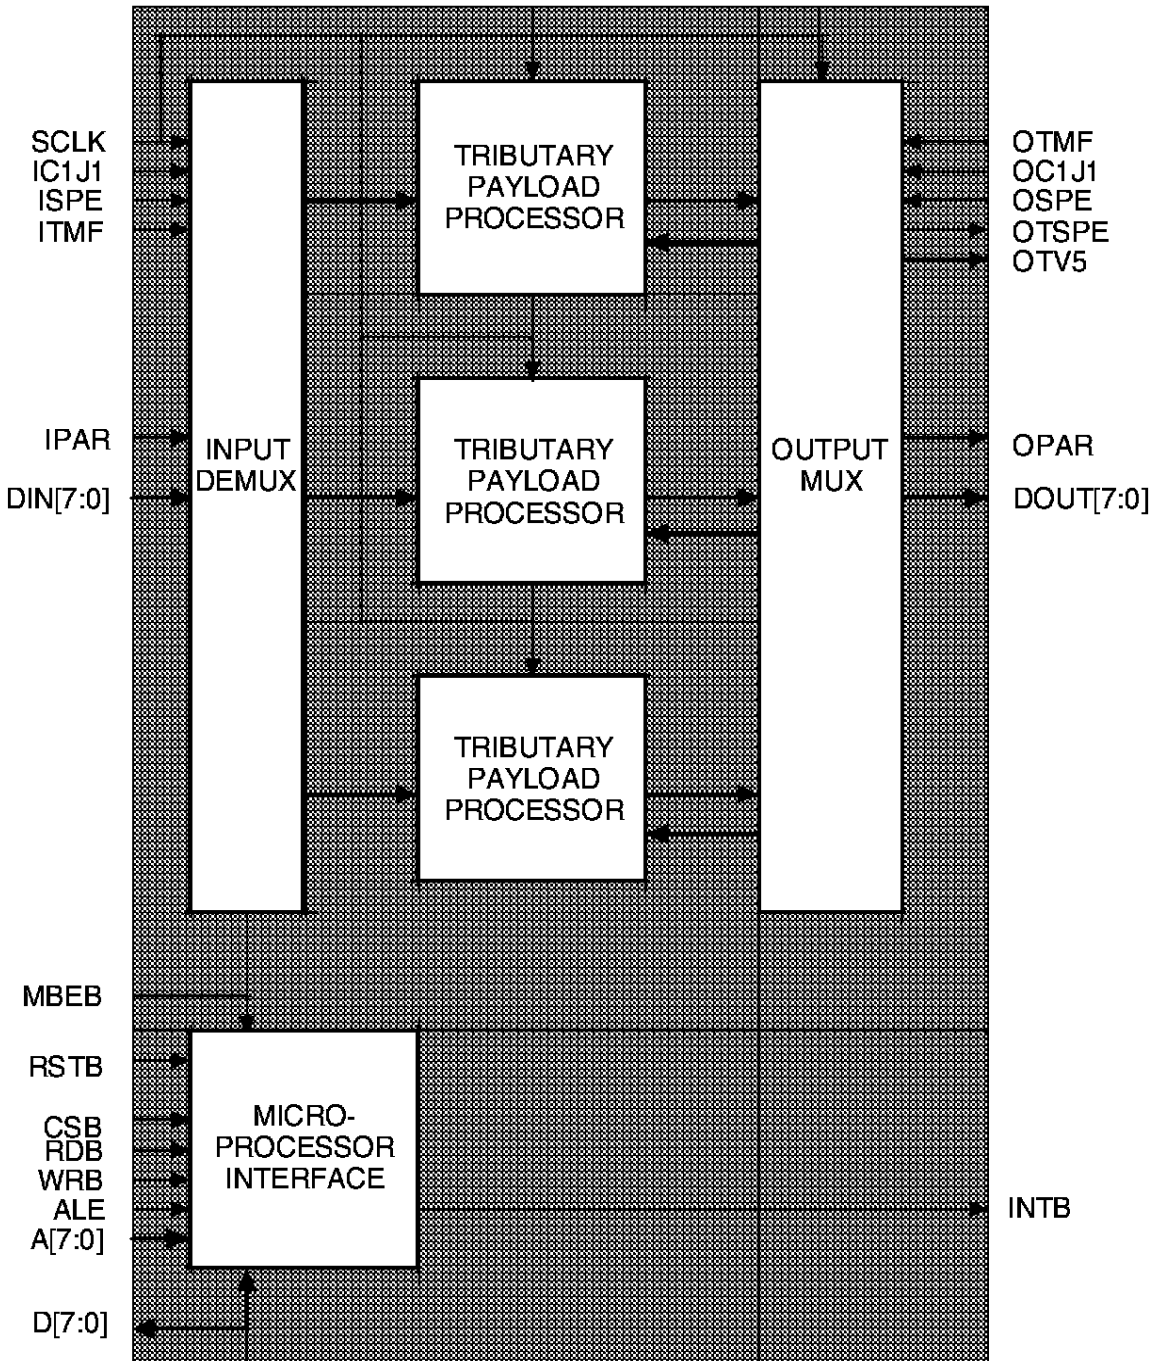 SCLK
IC1J1
ISPE
ITMF
IPAR
DIN[7:0]
INPUT
DEMUX
TRIBUTARY
PAYLOAD
PROCESSOR
TRIBUTARY
PAYLOAD
PROCESSOR
TRIBUTARY
PAYLOAD
PROCESSOR
OUTPUT
MUX
OTMF
OC1J1
OSPE
OTSPE
OTV5
OPAR
DOUT[7:0]
MBEB
RSTB
CSB
RDB
WRB
ALE
A[7:0]
D[7:0]
MICRO-
PROCESSOR
INTERFACE
INTB